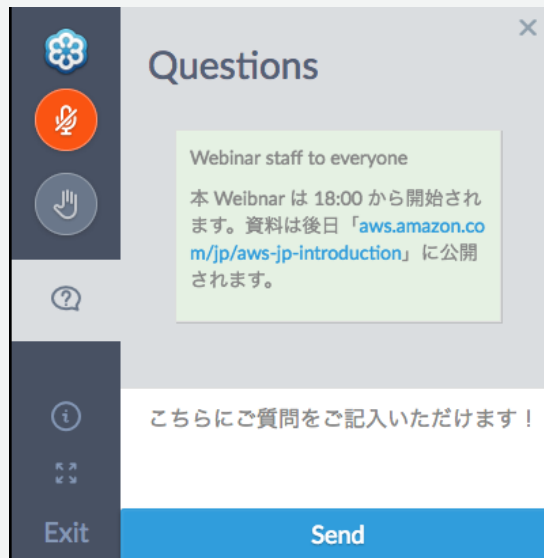 Questions
Webinar staff to everyone
本 Weibnar は 18:00 から開始され
ます。資料は後日「aws.amazon.co
m/jp/aws-jp-introduction」に公開
されます。
こちらにご質問をご記入いただけます！
Exit
Send